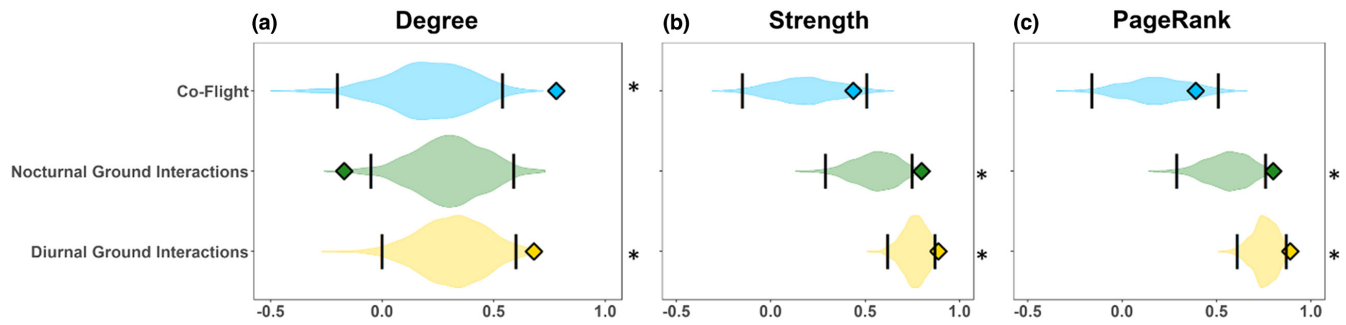 (a) Degree (b) Strength (c) PageRank
Co-Flight *
Nocturnal Ground Interactions * *
Diurnal Ground Interactions * * *
-0.5 0.0 0.5 1.0 -0.5 0.0 0.5 1.0 -0.5 0.0 0.5 1.0